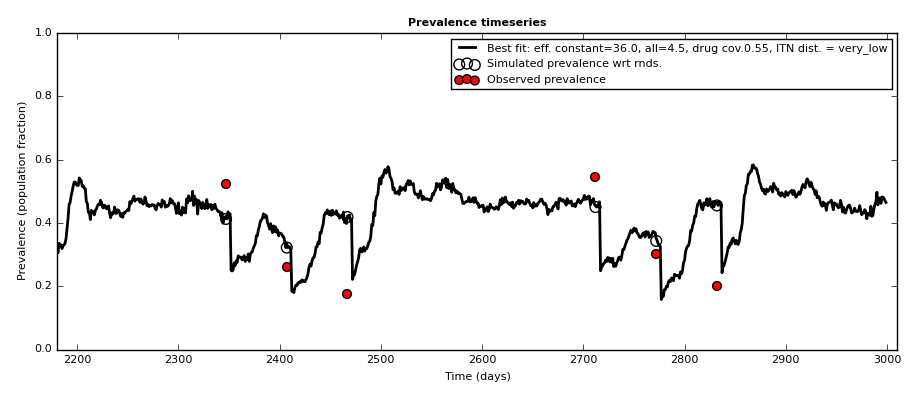 Prevalence timeseries
Best fit: eff. constant=36.0, all=4.5, drug cov.0.55, ITN dist. = very_low
Simulated prevalence wrt rnds.
Observed prevalence
Prevalence (population fraction)
1.0
0.8
0.6
0.4
0.2
0.0
2200 2300 2400 2500 2600 2700 2800 2900 3000
Time (days)